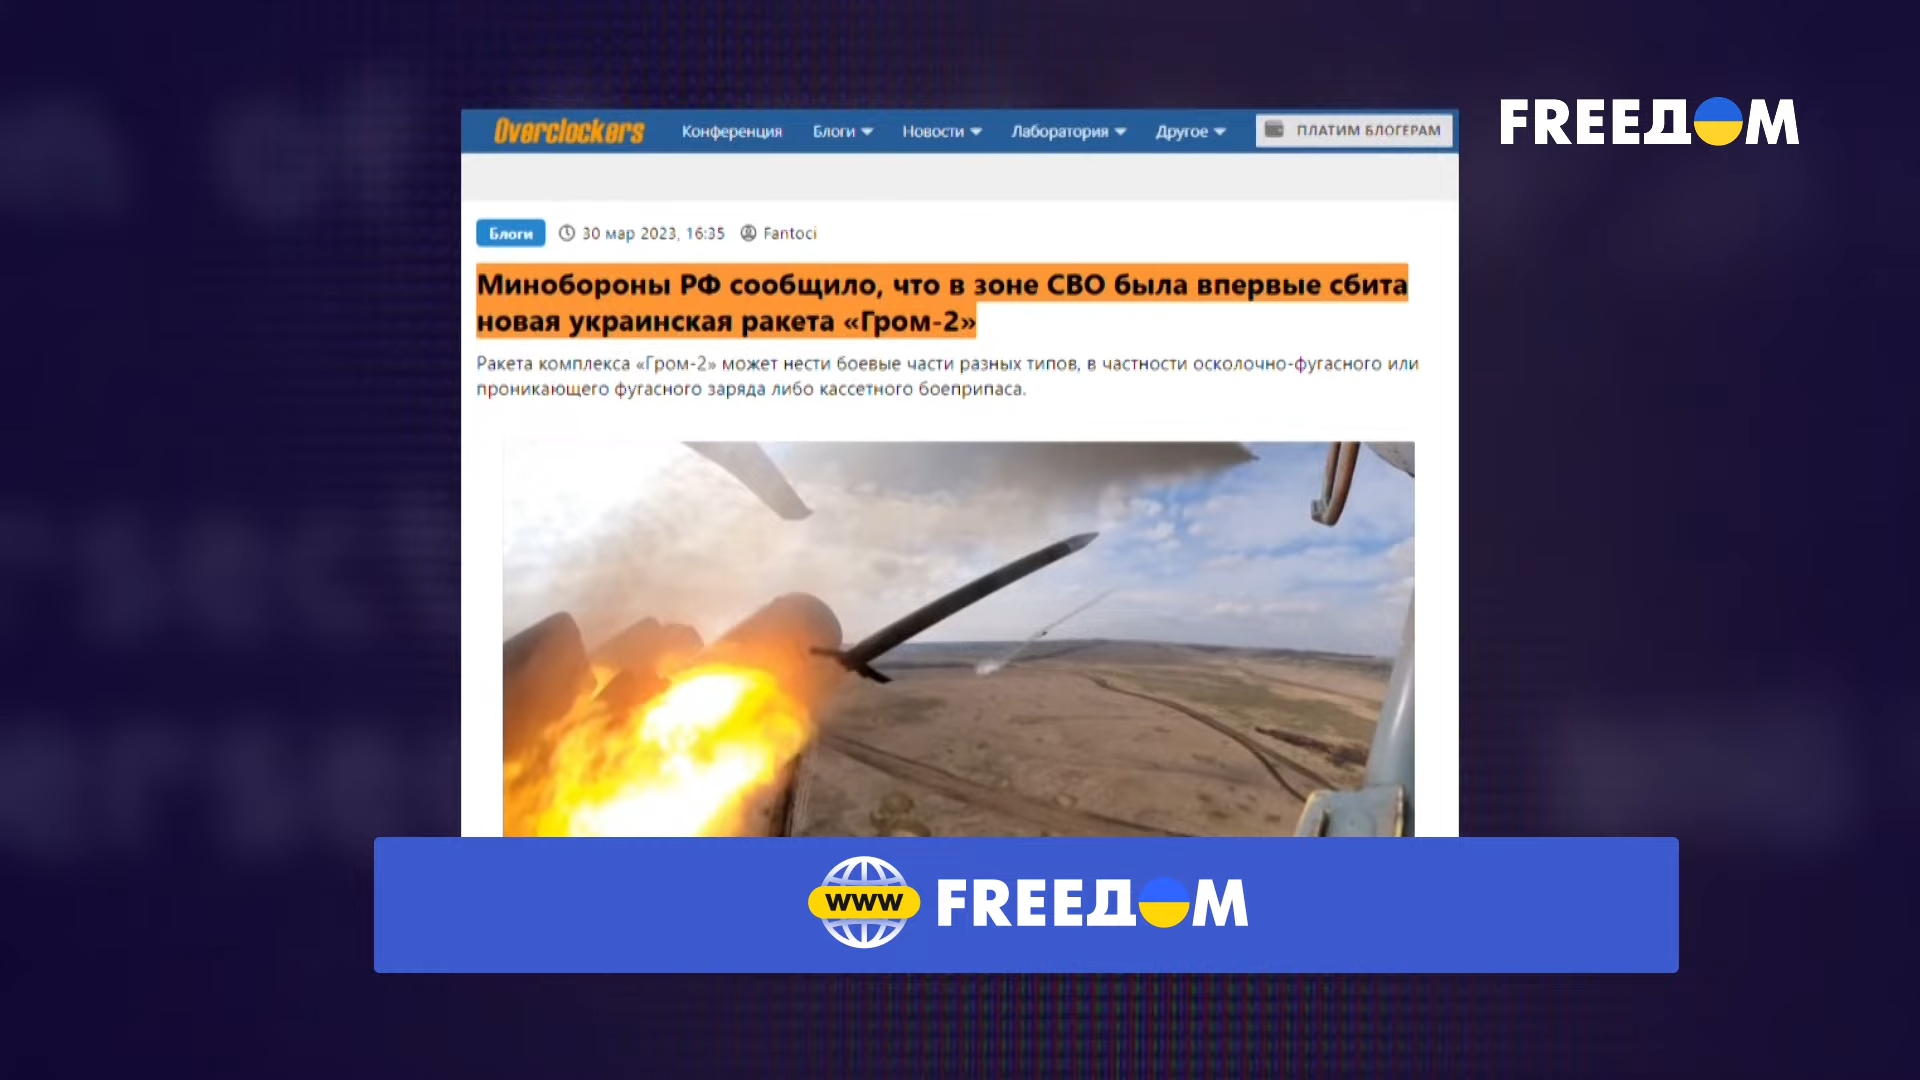 Overclockers Конференция Блоги Новости Лаборатория Другое ПЛАТИМ БЛОГЕРАМ
FREEДOM
Блоги 30 мар 2023, 16:35 Fantoci
Минобороны РФ сообщило, что в зоне СВО была впервые сбита
новая украинская ракета «Гром-2»
Ракета комплекса «Гром-2» может нести боевые части разных типов, в частности осколочно-фугасного или
проникающего фугасного заряда либо кассетного боеприпаса.
www FREEДOM